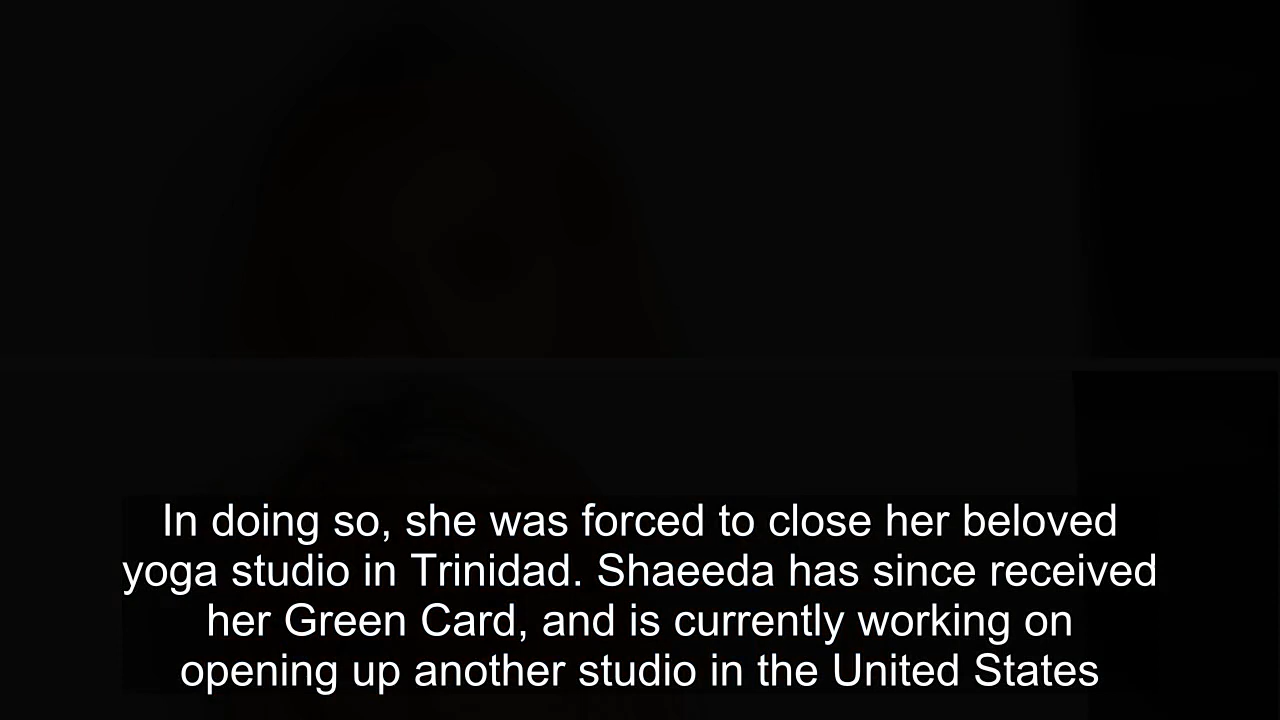 In doing so, she was forced to close her beloved
yoga studio in Trinidad. Shaeeda has since received
her Green Card, and is currently working on
opening up another studio in the United States